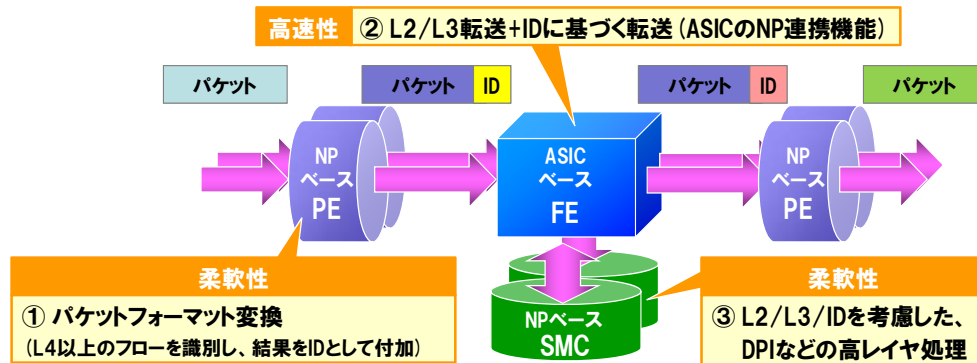 高速性 ② L2/L3転送+IDに基づく転送(ASICのNP連携機能)
パケット
パケット ID
パケット ID
パケット
NP
ベース
PE
ASIC
ベース
FE
NP
ベース
PE
NPベース
SMC
柔軟性
① パケットフォーマット変換
(L4以上のフローを識別し、結果をIDとして付加)
柔軟性
③ L2/L3/IDを考慮した、
DPIなどの高レイヤ処理